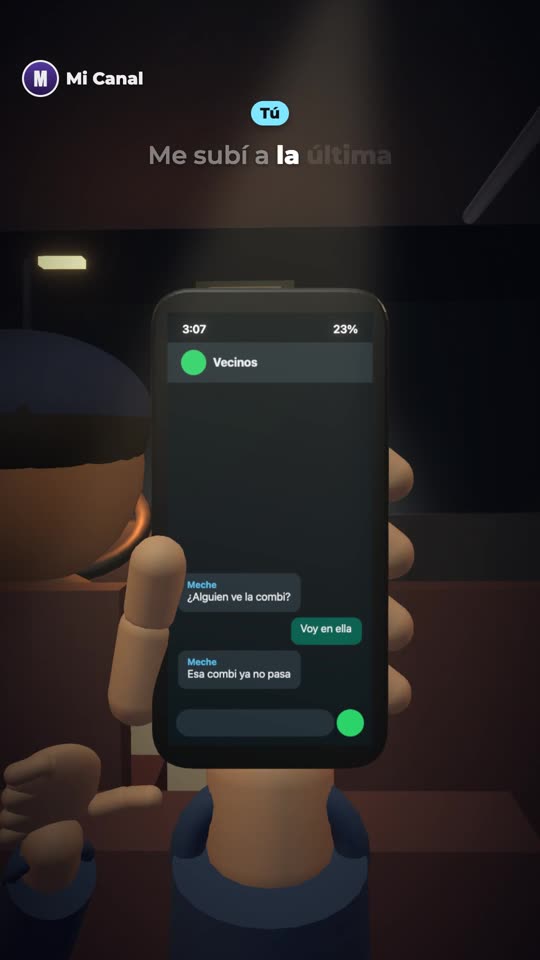 M Mi Canal
Tú
Me subí a la última
3:07 23%
Vecinos
Meche
¿Alguien ve la combi?
Voy en ella
Meche
Esa combi ya no pasa